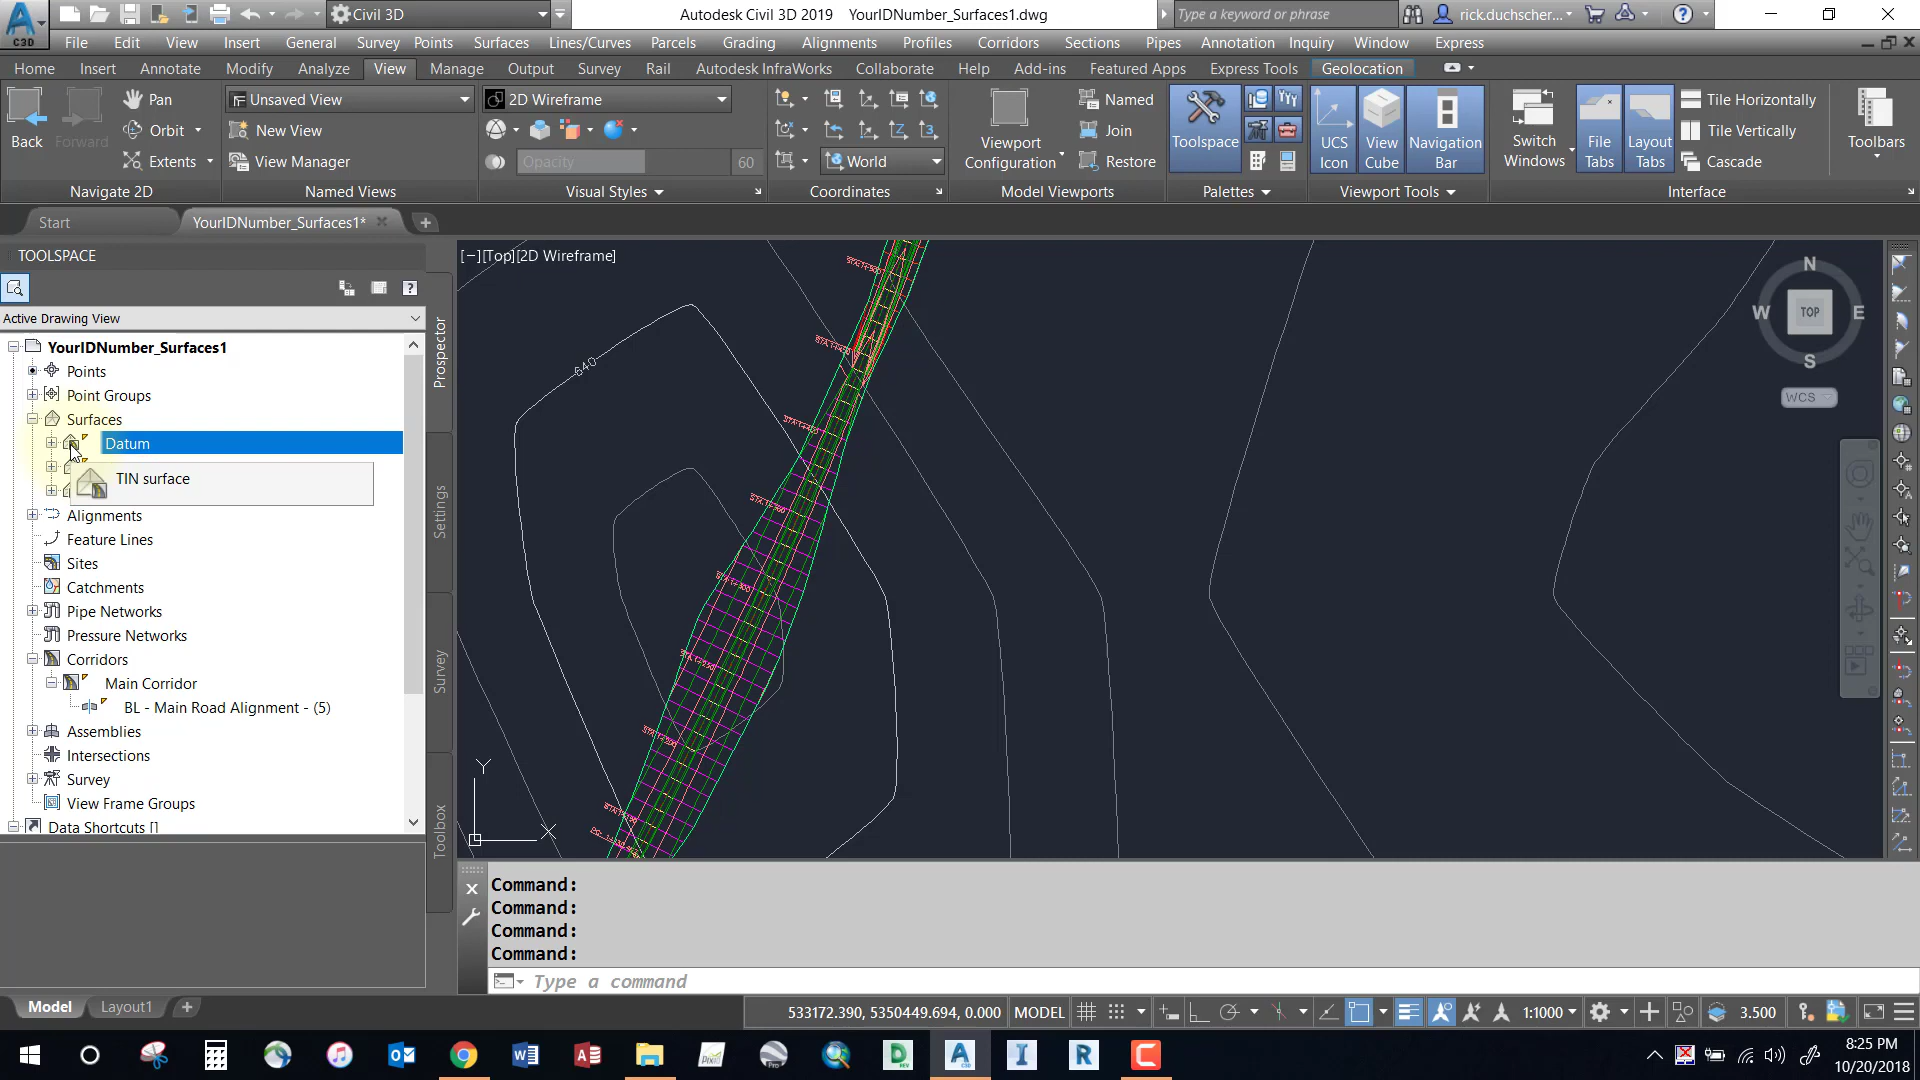 C3D
Civil 3D
Autodesk Civil 3D 2019 YourIDNumber_Surfaces1.dwg
Type a keyword or phrase
rick.duchscher...
File Edit View Insert General Survey Points Surfaces Lines/Curves Parcels Grading Alignments Profiles Corridors Sections Pipes Annotation Inquiry Window Express
Home Insert Annotate Modify Analyze View Manage Output Survey Rail Autodesk InfraWorks Collaborate Help Add-ins Featured Apps Express Tools Geolocation
Back
Forward
Pan
Orbit
Extents
Navigate 2D
Unsaved View
New View
View Manager
Named Views
2D Wireframe
Opacity 60
Visual Styles
World
Coordinates
Viewport
Configuration
Named
Join
Restore
Model Viewports
Toolspace
Palettes
UCS
Icon
View
Cube
Navigation
Bar
Viewport Tools
Switch
Windows
File
Tabs
Layout
Tabs
Tile Horizontally
Tile Vertically
Cascade
Interface
Toolbars
Start
YourIDNumber_Surfaces1*
TOOLSPACE
Active Drawing View
YourIDNumber_Surfaces1
Points
Point Groups
Surfaces
Datum
TIN surface
Alignments
Feature Lines
Sites
Catchments
Pipe Networks
Pressure Networks
Corridors
Main Corridor
BL - Main Road Alignment - (5)
Assemblies
Intersections
Survey
View Frame Groups
Data Shortcuts []
Prospector
Settings
Survey
Toolbox
[−][Top][2D Wireframe]
640
N
W TOP E
S
WCS
Y
X
Command:
Command:
Command:
Command:
Type a command
Model Layout1
533172.390, 5350449.694, 0.000 MODEL
1:1000
3.500
8:25 PM
10/20/2018